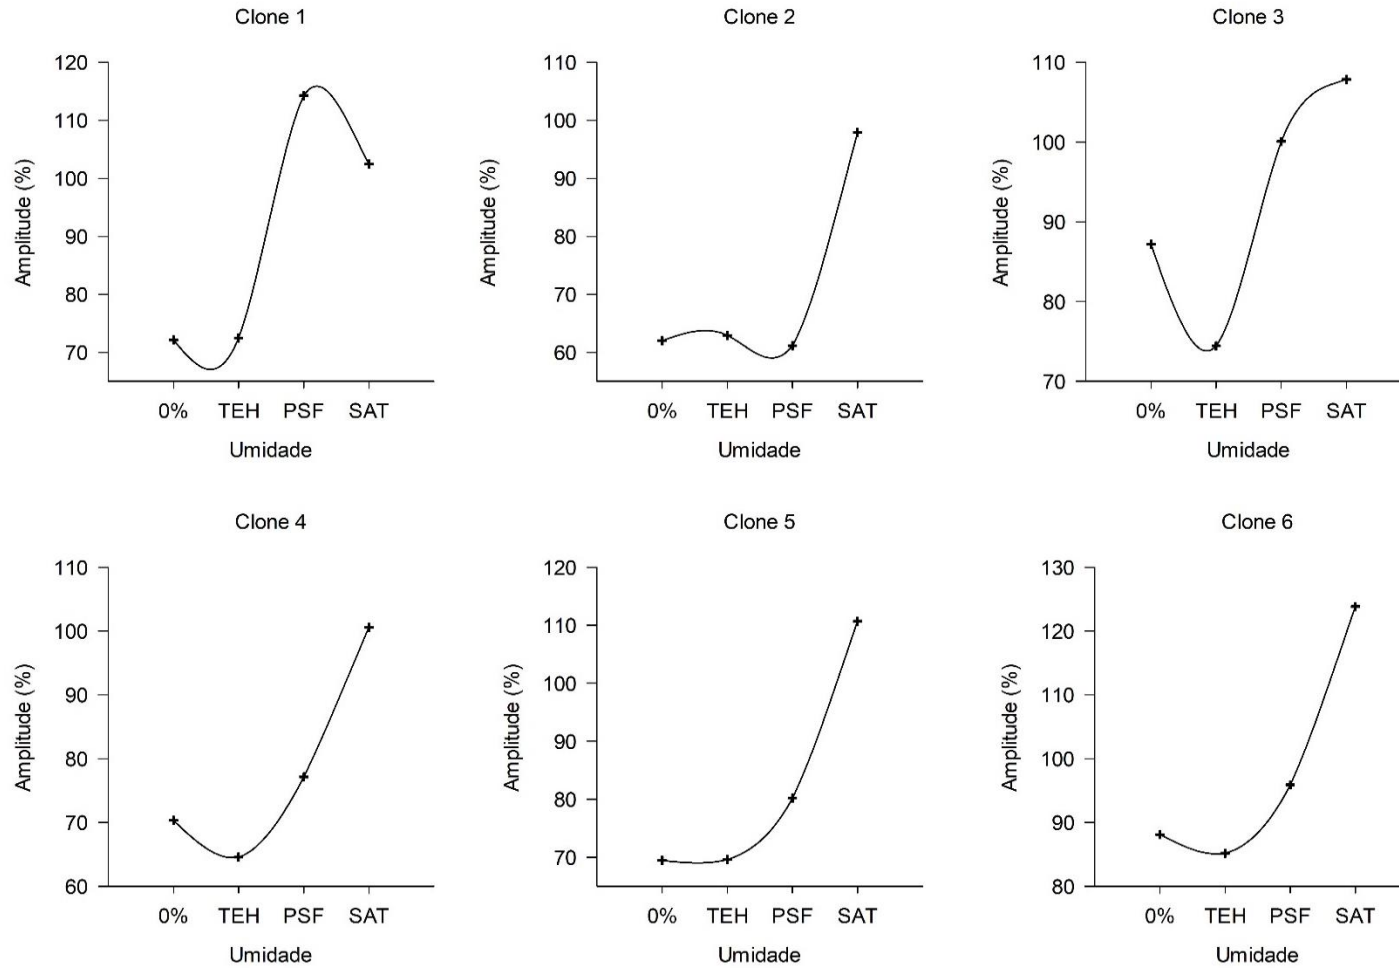 Clone 1
120
110
100
90
80
70
Amplitude (%)
0% TEH PSF SAT
Umidade
Clone 2
110
100
90
80
70
60
Amplitude (%)
0% TEH PSF SAT
Umidade
Clone 3
110
100
90
80
70
Amplitude (%)
0% TEH PSF SAT
Umidade
Clone 4
110
100
90
80
70
60
Amplitude (%)
0% TEH PSF SAT
Umidade
Clone 5
120
110
100
90
80
70
Amplitude (%)
0% TEH PSF SAT
Umidade
Clone 6
130
120
110
100
90
80
Amplitude (%)
0% TEH PSF SAT
Umidade